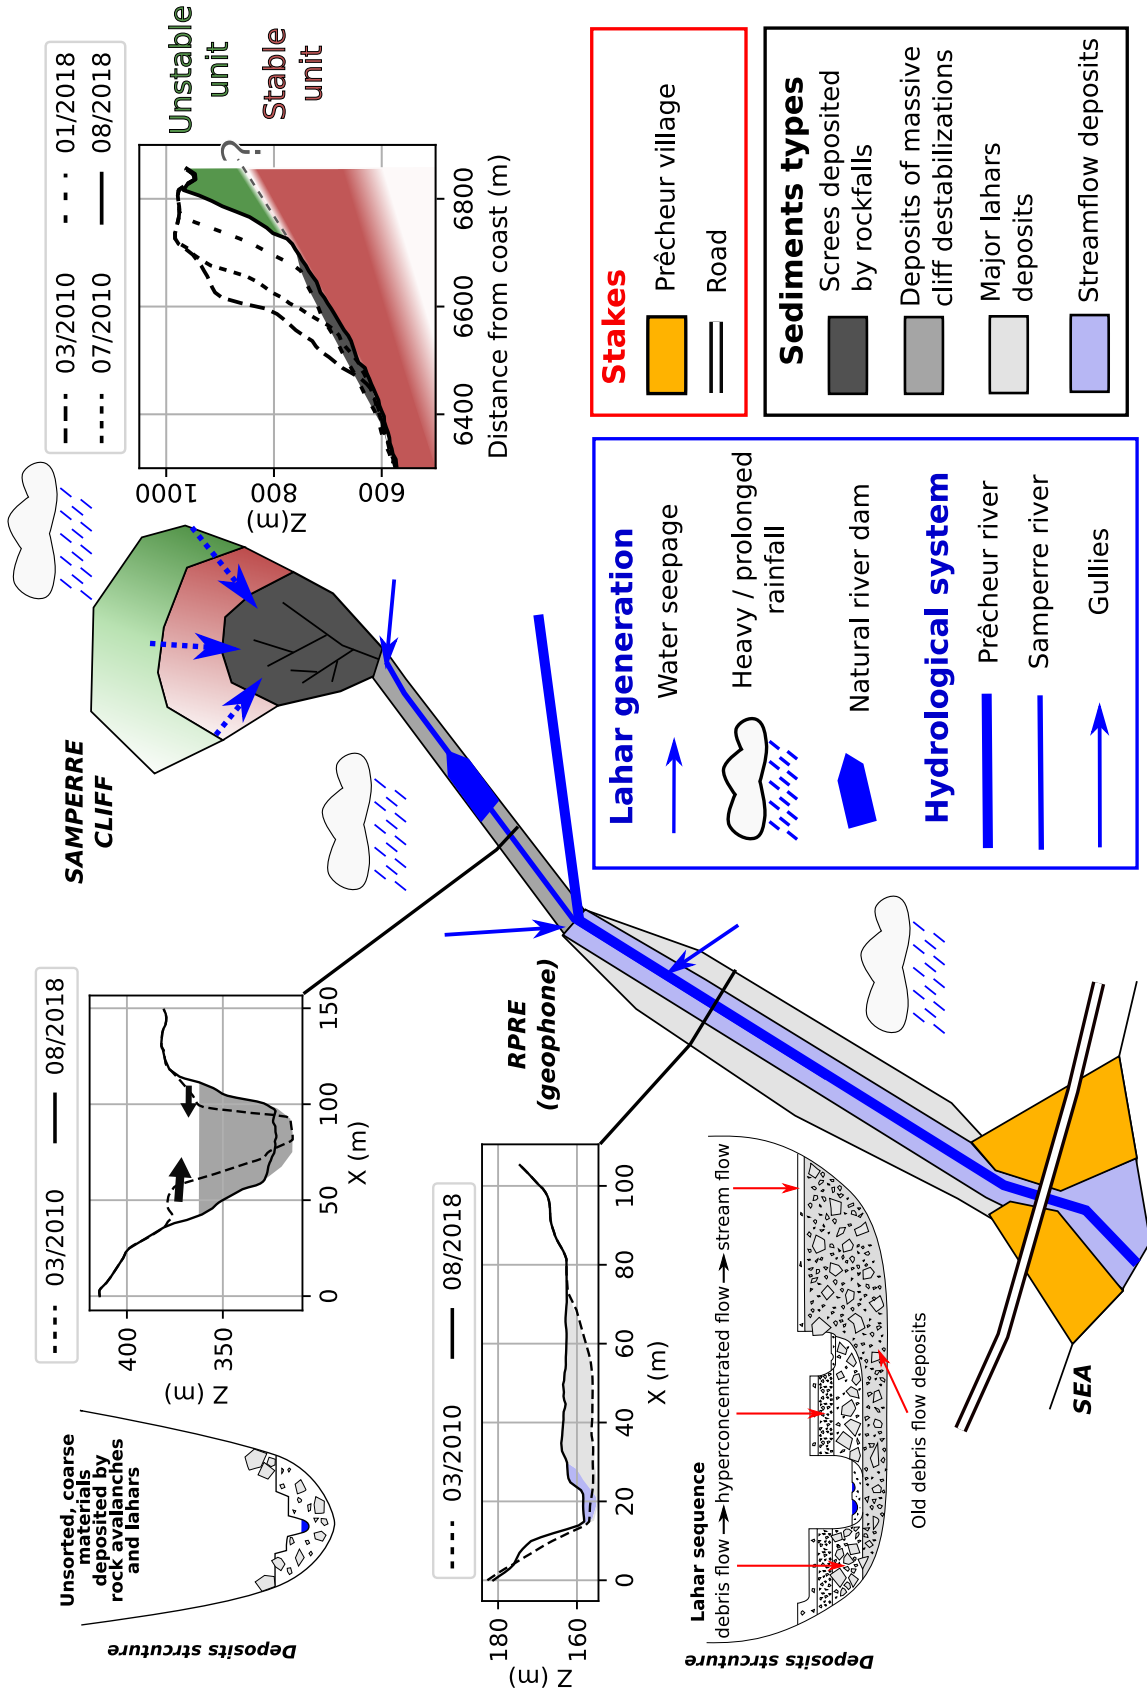 Unsorted, coarse
materials
deposited by
rock avalanches
and lahars
Deposits strcuture
03/2010
08/2018
400
350
Z (m)
0
50
100
150
X (m)
SAMPERRE
CLIFF
03/2010
01/2018
07/2010
08/2018
1000
800
600
Z(m)
6400
6600
6800
Distance from coast (m)
?
Unstable
unit
Stable
unit
03/2010
08/2018
180
160
Z (m)
0
20
40
60
80
100
X (m)
RPRE
(geophone)
Lahar sequence
debris flow
hyperconcentrated flow
stream flow
Old debris flow deposits
Deposits strcuture
SEA
Lahar generation
Water seepage
Heavy / prolonged
rainfall
Natural river dam
Hydrological system
Prêcheur river
Samperre river
Gullies
Stakes
Prêcheur village
Road
Sediments types
Screes deposited
by rockfalls
Deposits of massive
cliff destabilizations
Major lahars
deposits
Streamflow deposits